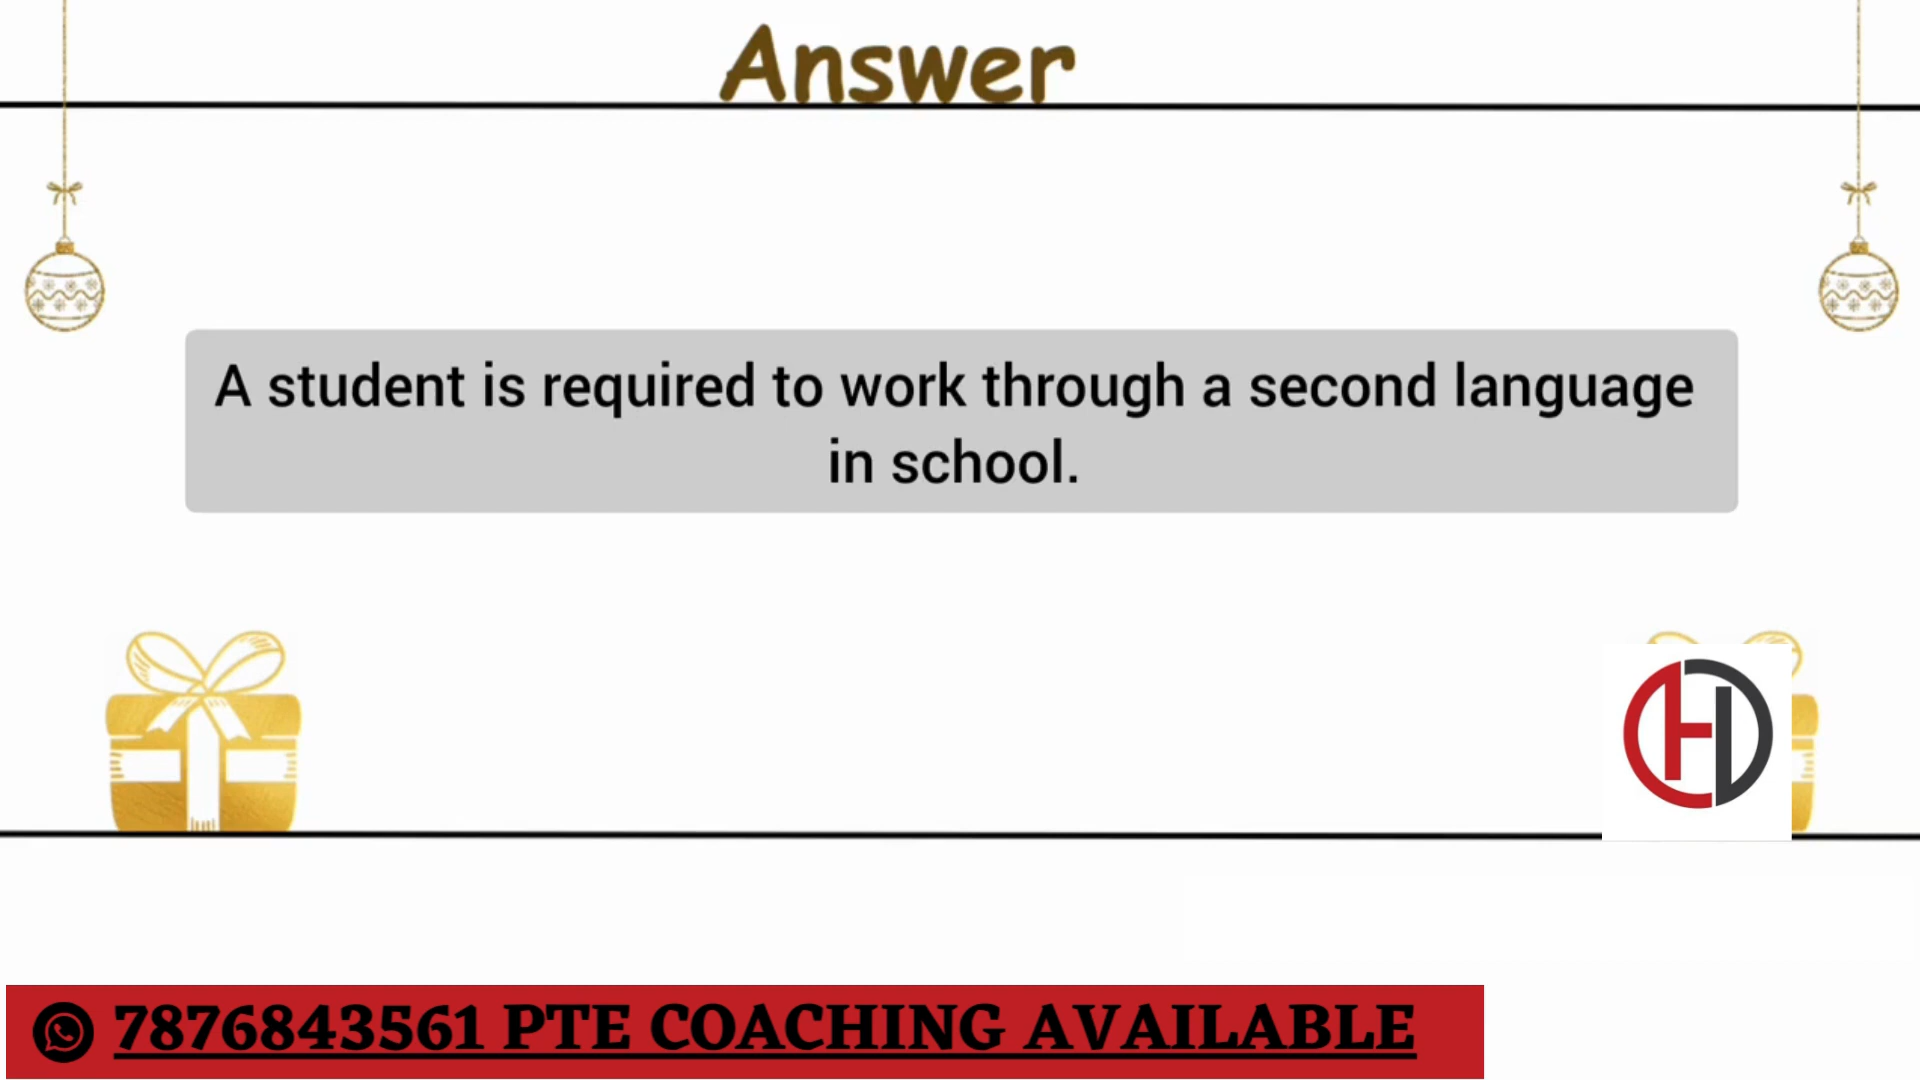 Answer
A student is required to work through a second language
in school.
7876843561 PTE COACHING AVAILABLE